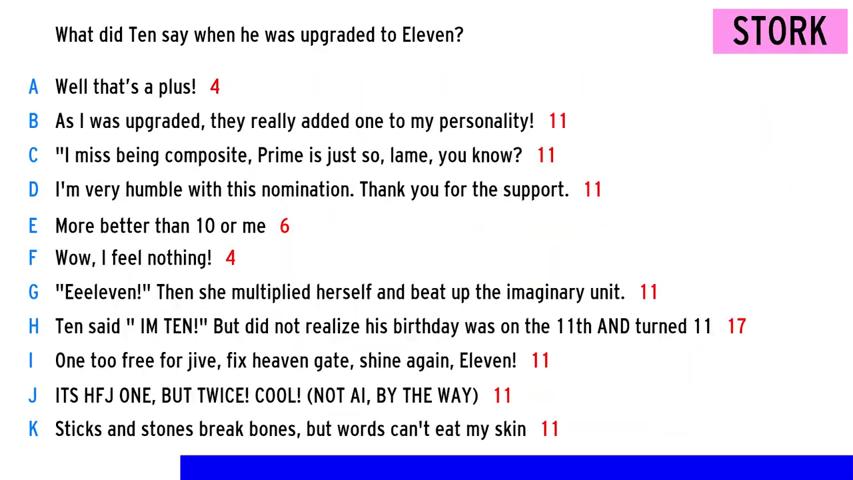 What did Ten say when he was upgraded to Eleven?
STORK
A Well that's a plus! 4
B As I was upgraded, they really added one to my personality! 11
C "I miss being composite, Prime is just so, lame, you know? 11
D I'm very humble with this nomination. Thank you for the support. 11
E More better than 10 or me 6
F Wow, I feel nothing! 4
G "Eeeleven!" Then she multiplied herself and beat up the imaginary unit. 11
H Ten said " IM TEN!" But did not realize his birthday was on the 11th AND turned 11 17
I One too free for jive, fix heaven gate, shine again, Eleven! 11
J ITS HFJ ONE, BUT TWICE! COOL! (NOT AI, BY THE WAY) 11
K Sticks and stones break bones, but words can't eat my skin 11